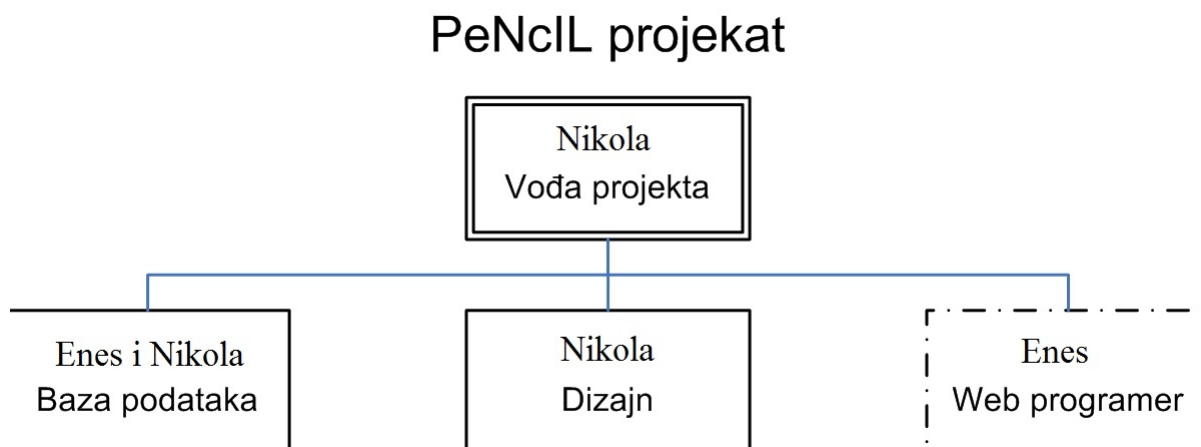 PeNcIL projekat
Nikola
Vođa projekta
Enes i Nikola
Baza podataka
Nikola
Dizajn
Enes
Web programer